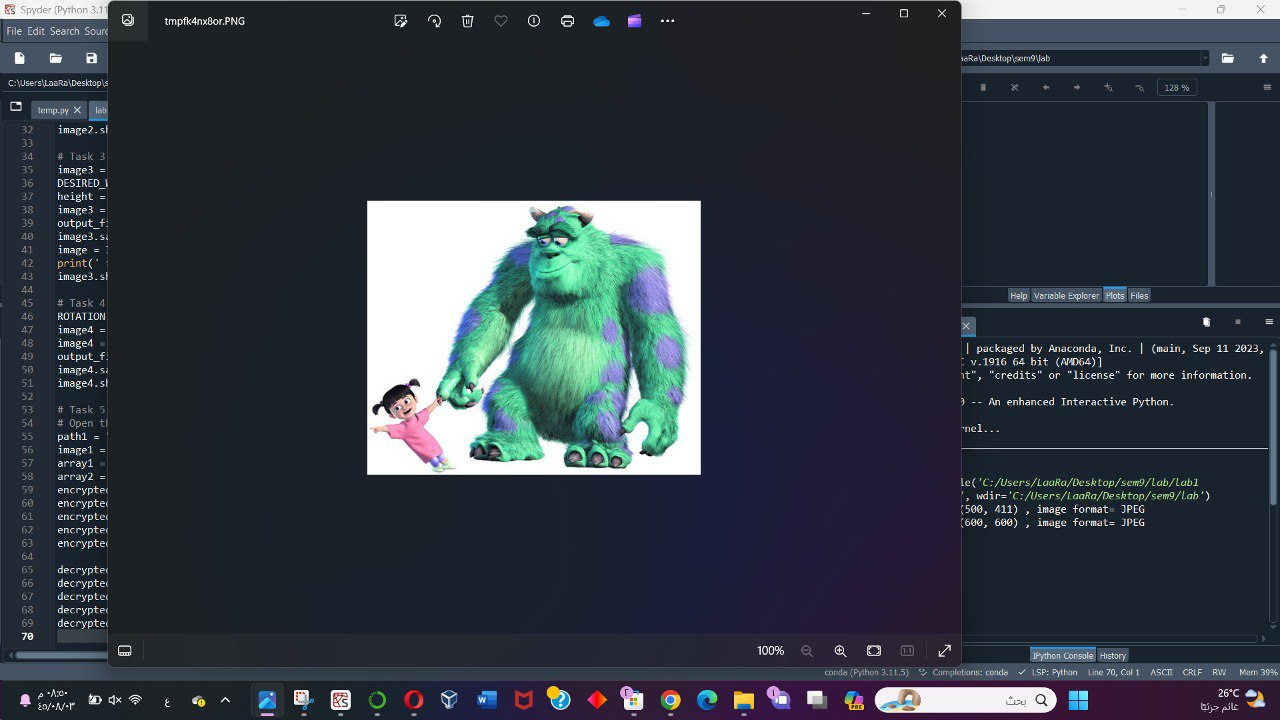 Spyder (Python 3.11
tmpfk4nx8or.PNG
File Edit Search Sourc
aaRa\Desktop\sem9\lab
C:\Users\LaaRa\Desktop\s
128 %
temp.py
lab
32 image2.sh
33
34 # Task 3
35 image3 =
36 DESIRED_W
37 height =
38 image3 =
39 output_fi
40 image3.sa
41 image = I
42 print("
43 image3.sh
44
45 # Task 4
46 ROTATION
47 image4 =
48 image4 =
49 output_fi
50 image4.sa
51 image4.sh
52
53 # Task 5
54 # Open th
55 path1 = '
56 image1 =
57 array1 =
58 array2 =
59 encrypted
60 encrypted
61 encrypted
62 encrypted
63 encrypted
64
65 decrypted
66 decrypted
67 decrypted
68 decrypted
69 decrypted
70
Help Variable Explorer Plots Files
| packaged by Anaconda, Inc. | (main, Sep 11 2023,
C v.1916 64 bit (AMD64)]
ht", "credits" or "license" for more information.
0 -- An enhanced Interactive Python.
rnel...
le('C:/Users/LaaRa/Desktop/sem9/lab/lab1
', wdir='C:/Users/LaaRa/Desktop/sem9/lab')
(500, 411) , image format= JPEG
(600, 600) , image format= JPEG
100%
1:1
IPython Console History
conda (Python 3.11.5) Completions: conda LSP: Python Line 70, Col 1 ASCII CRLF RW Mem 39%
ع
PRE
بحث
26°C
غائم جزئيًا